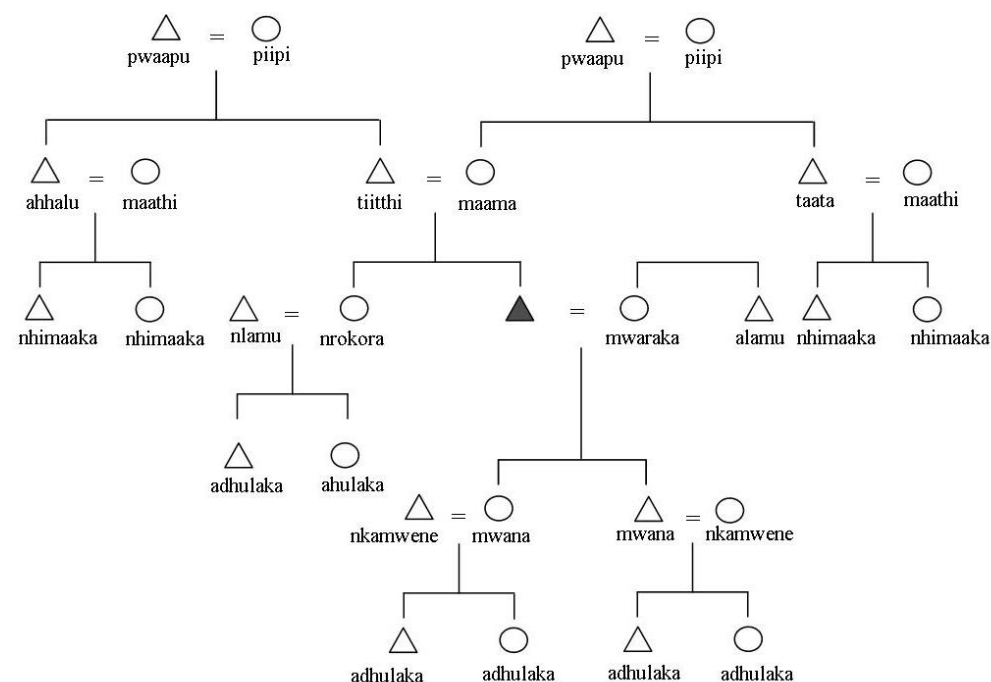 = =
pwaapu piipi pwaapu piipi
= = =
ahhalu maathi tiitthi maama taata maathi
= =
nhimaaka nhimaaka nlamu nrokora mwaraka alamu nhimaaka nhimaaka
adhulaka ahulaka
= =
nkamwene mwana mwana nkamwene
adhulaka adhulaka adhulaka adhulaka